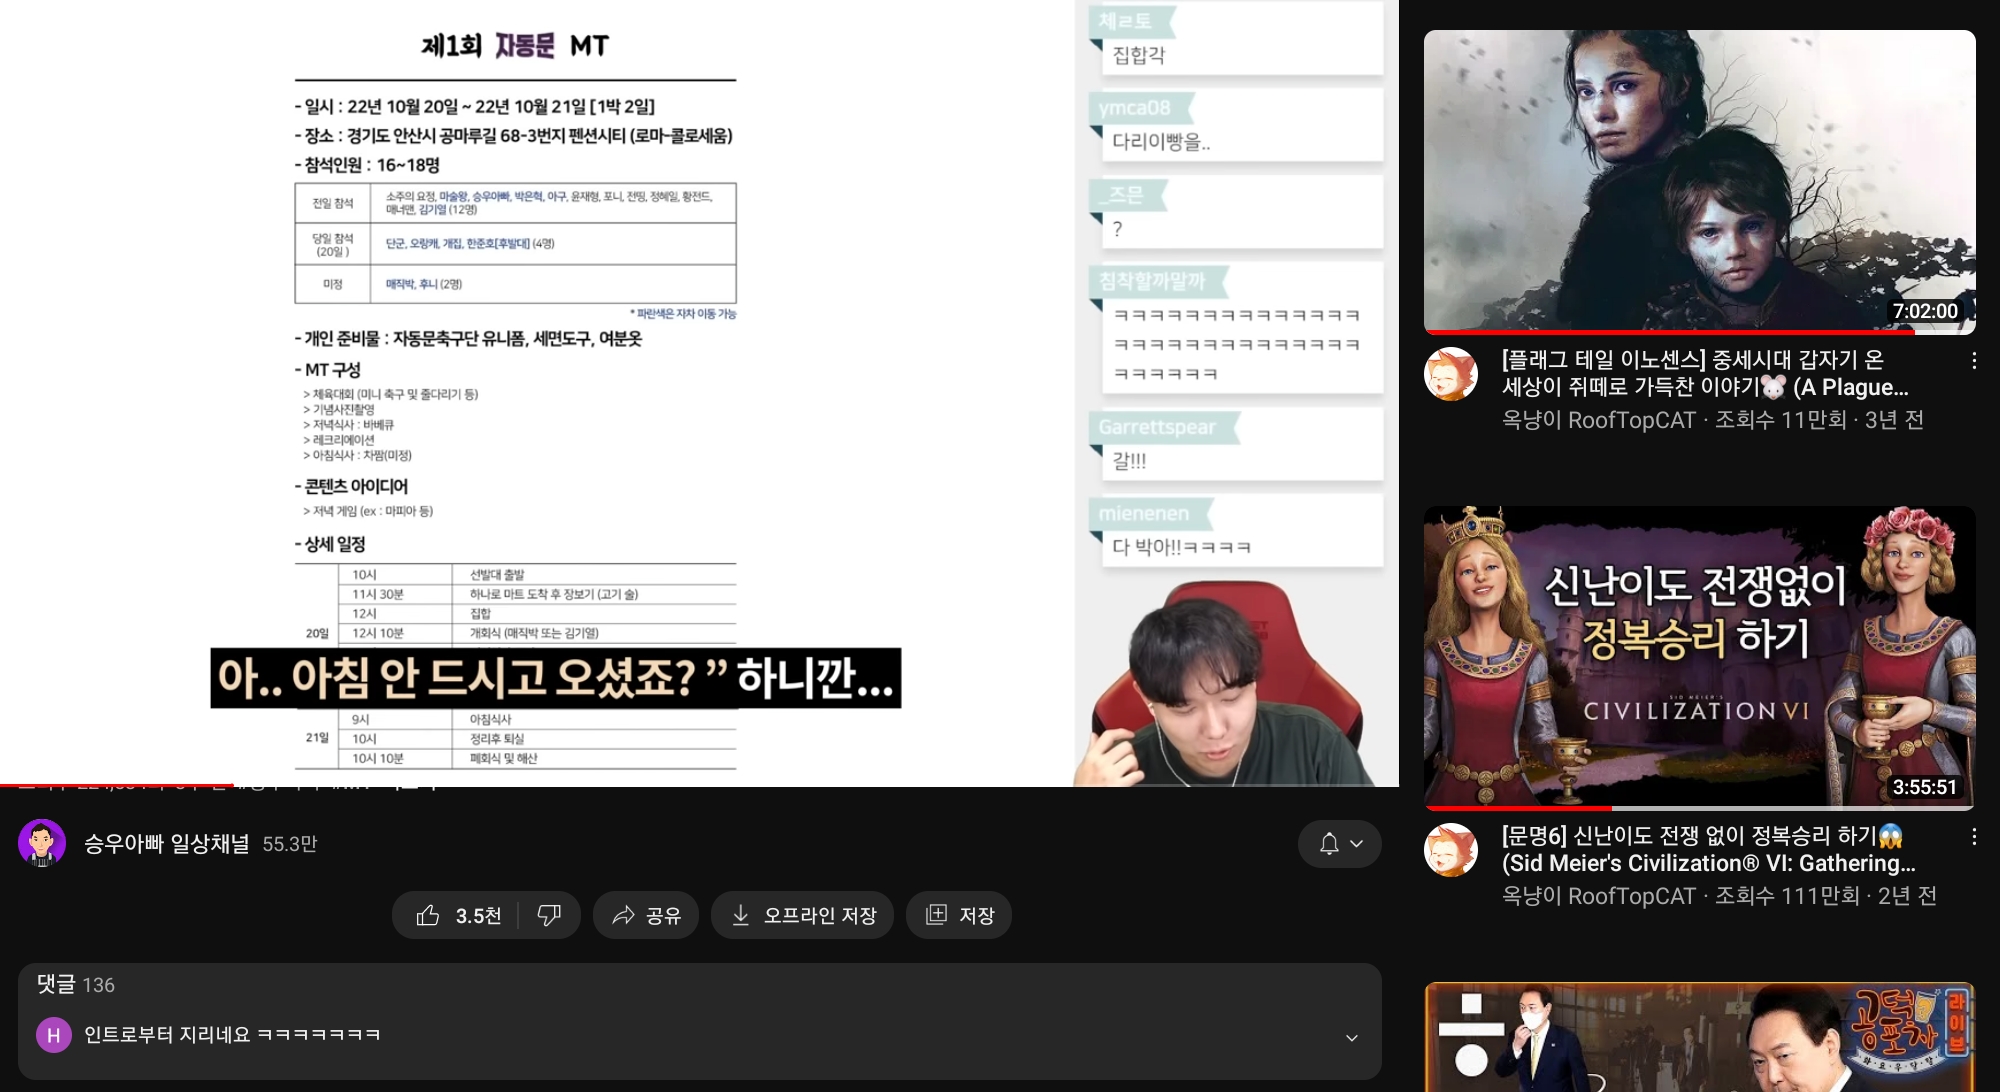 제1회 자동문 MT
- 일시 : 22년 10월 20일 ~ 22년 10월 21일 [1박 2일]
- 장소 : 경기도 안산시 공마루길 68-3번지 펜션시티 (로마-콜로세움)
- 참석인원 : 16~18명
전일 참석
소주의 요정, 마술왕, 승우아빠, 박은혁, 아구, 윤재형, 포니, 전띵, 정혜일, 황전드,
매너맨, 김기열 (12명)
당일 참석
(20일 )
단군, 오랑캐, 개집, 한준호[후발대] (4명)
미정
매직박, 후니 (2명)
* 파란색은 자차 이동 가능
- 개인 준비물 : 자동문축구단 유니폼, 세면도구, 여분옷
- MT 구성
> 체육대회 (미니 축구 및 줄다리기 등)
> 기념사진촬영
> 저녁식사 : 바베큐
> 레크리에이션
> 아침식사 : 차짬(미정)
- 콘텐츠 아이디어
> 저녁 게임 (ex : 마피아 등)
- 상세 일정
20일
10시 선발대 출발
11시 30분 하나로 마트 도착 후 장보기 (고기 술)
12시 집합
12시 10분 개회식 (매직박 또는 김기열)
아.. 아침 안 드시고 오셨죠? ” 하니깐...
21일
9시 아침식사
10시 정리후 퇴실
10시 10분 폐회식 및 해산
체ㄹ토
집합각
ymca08
다리이빵을..
_즈믄
?
침착할까말까
ㅋㅋㅋㅋㅋㅋㅋㅋㅋㅋㅋㅋㅋㅋ
ㅋㅋㅋㅋㅋㅋㅋㅋㅋㅋㅋㅋㅋㅋ
ㅋㅋㅋㅋㅋㅋ
Garrettspear
갈!!!
mienenen
다 박아!!ㅋㅋㅋㅋ
승우아빠 일상채널 55.3만
3.5천
공유
오프라인 저장
저장
댓글 136
H
인트로부터 지리네요 ㅋㅋㅋㅋㅋㅋㅋ
7:02:00
[플래그 테일 이노센스] 중세시대 갑자기 온
세상이 쥐떼로 가득찬 이야기🐭 (A Plague...
옥냥이 RoofTopCAT · 조회수 11만회 · 3년 전
신난이도 전쟁없이
정복승리 하기
SID MEIER'S
CIVILIZATION VI
3:55:51
[문명6] 신난이도 전쟁 없이 정복승리 하기😱
(Sid Meier's Civilization® VI: Gathering...
옥냥이 RoofTopCAT · 조회수 111만회 · 2년 전
공덕
포차
라이브
화·요·우·당·탕